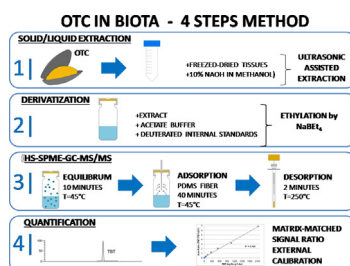 OTC IN BIOTA - 4 STEPS METHOD
SOLID/LIQUID EXTRACTION
1
OTC
+FREEZED-DRIED TISSUES
+10% NAOH IN METHANOL)
ULTRASONIC
ASSISTED
EXTRACTION
DERIVATIZATION
2
+EXTRACT
+ ACETATE BUFFER
+ DEUTERATED INTERNAL STANDARDS
ETHYLATION by
NaBEt4
HS-SPME-GC-MS/MS
3
EQUILIBRUM
10 MINUTES
T=45°C
ADSORPTION
PDMS FIBER
40 MINUTES
T=45°C
DESORPTION
2 MINUTES
T=250°C
QUANTIFICATION
4
TBT
MATRIX-MATCHED
SIGNAL RATIO
EXTERNAL
CALIBRATION